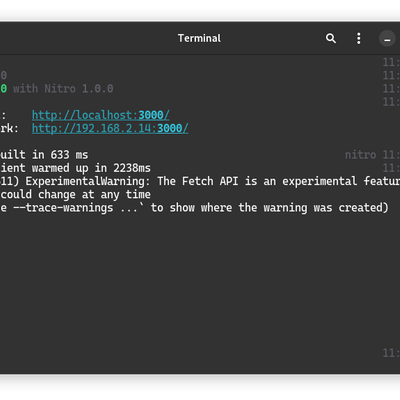 Terminal
11:
0
11:
0 with Nitro 1.0.0
11:
11:
: http://localhost:3000/
rk: http://192.168.2.14:3000/
uilt in 633 ms
nitro 11:
ient warmed up in 2238ms
11:
11) ExperimentalWarning: The Fetch API is an experimental featur
could change at any time
e --trace-warnings ...` to show where the warning was created)
11: